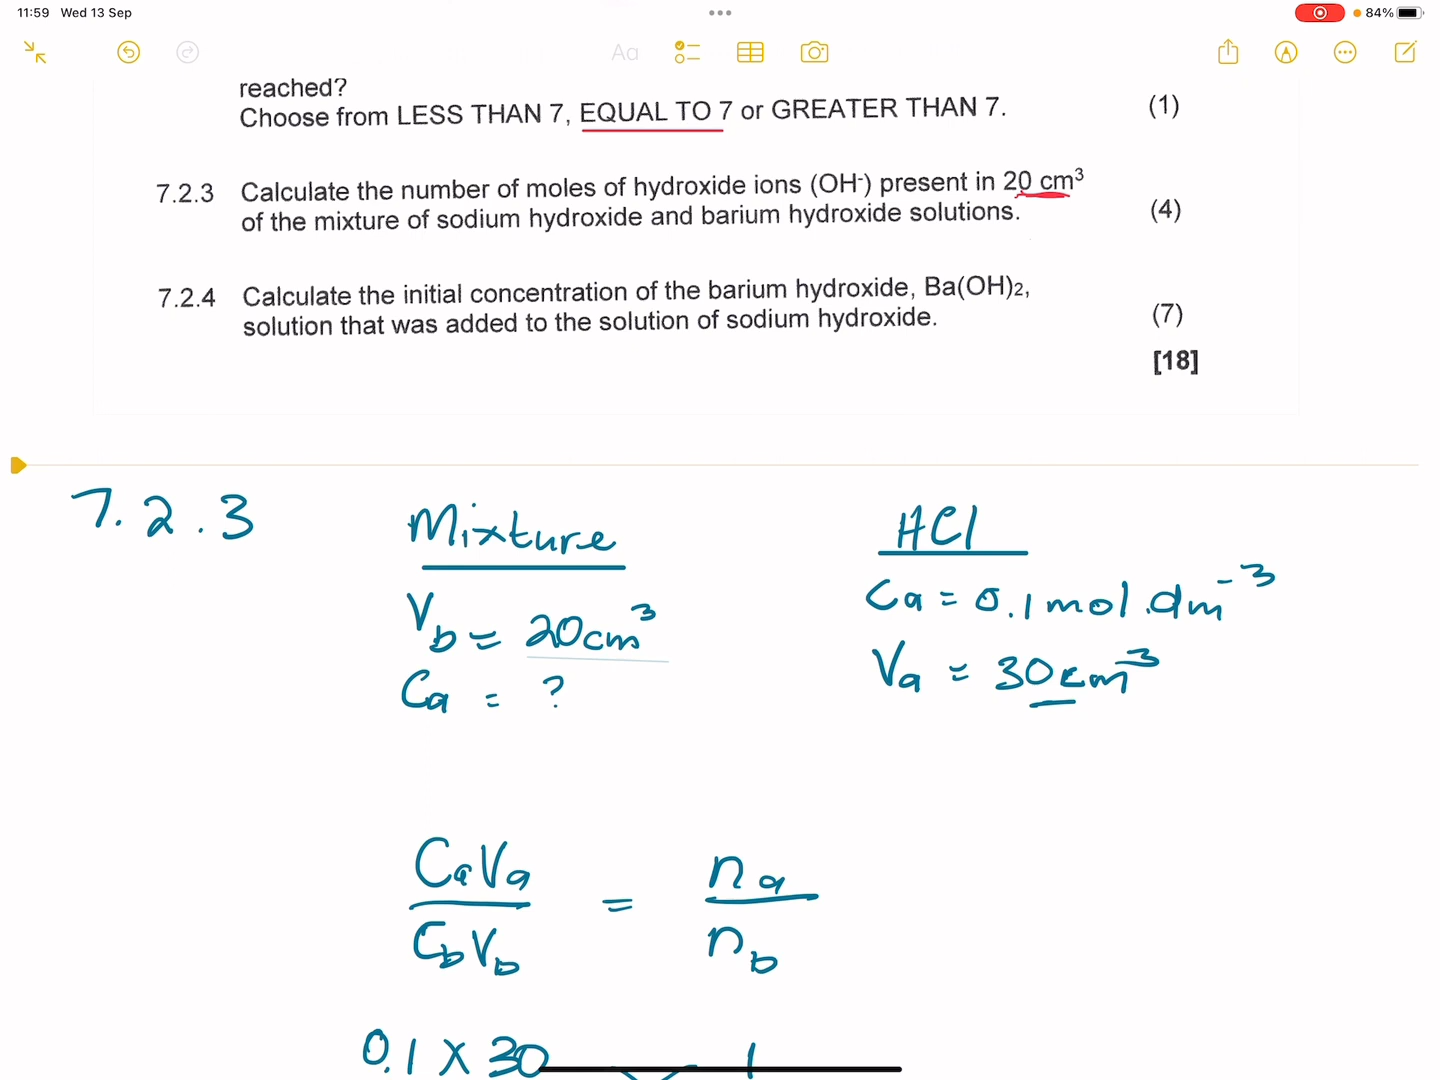 11:59 Wed 13 Sep
84%
Aa
reached?
Choose from LESS THAN 7, EQUAL TO 7 or GREATER THAN 7. (1)
7.2.3 Calculate the number of moles of hydroxide ions (OH⁻) present in 20 cm³
of the mixture of sodium hydroxide and barium hydroxide solutions. (4)
7.2.4 Calculate the initial concentration of the barium hydroxide, Ba(OH)₂,
solution that was added to the solution of sodium hydroxide. (7)
[18]
7.2.3 Mixture HCl
V_b = 20cm³ Ca = 0.1 mol.dm⁻³
Ca = ? Va = 30cm⁻³
CaVa / CbVb = na / nb
0.1 × 30 1